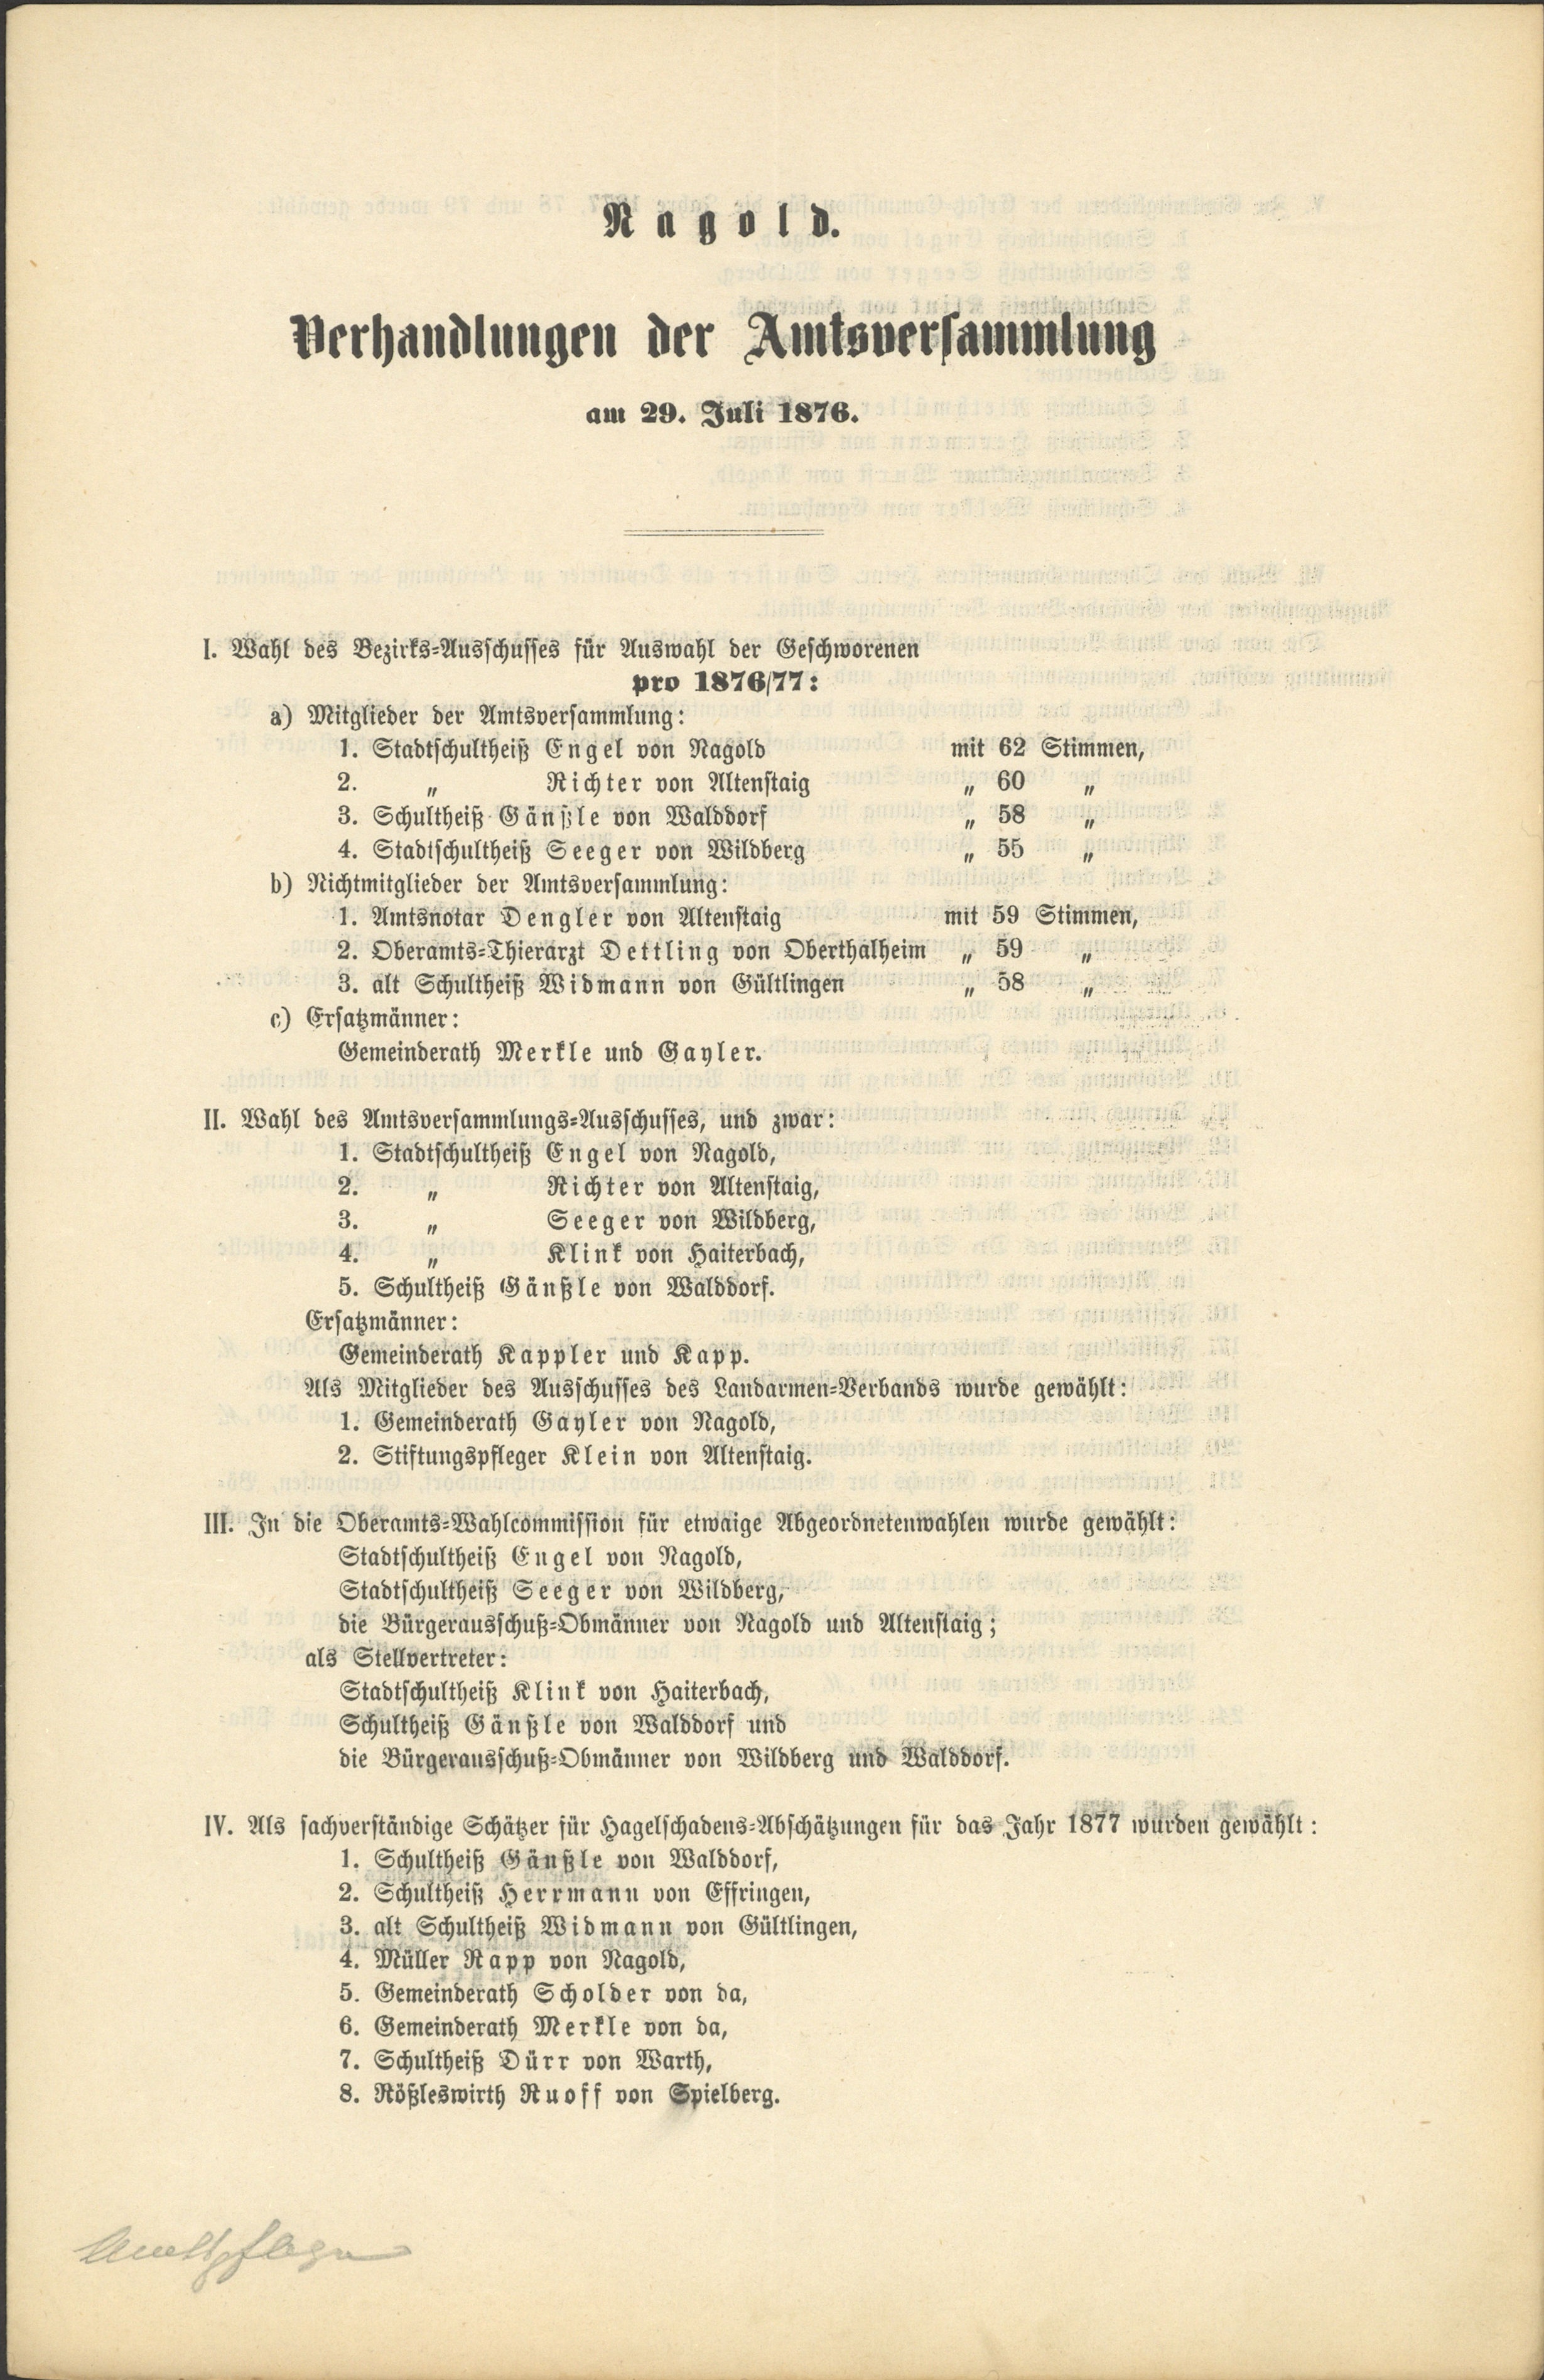 Nagold.
Verhandlungen der Amtsversammlung
am 29. Juli 1876.
I. Wahl des Bezirks-Ausschusses für Auswahl der Geschworenen
pro 1876/77:
a) Mitglieder der Amtsversammlung:
1. Stadtschultheiß Engel von Nagold mit 62 Stimmen,
2. „ Richter von Altenstaig „ 60 „
3. Schultheiß Gänßle von Walddorf „ 58 „
4. Stadtschultheiß Seeger von Wildberg „ 55 „
b) Nichtmitglieder der Amtsversammlung:
1. Amtsnotar Dengler von Altenstaig mit 59 Stimmen,
2. Oberamts-Thierarzt Dettling von Oberthalheim „ 59 „
3. alt Schultheiß Widmann von Gültlingen „ 58 „
c) Ersatzmänner:
Gemeinderath Merkle und Gayler.
II. Wahl des Amtsversammlungs-Ausschusses, und zwar:
1. Stadtschultheiß Engel von Nagold,
2. „ Richter von Altenstaig,
3. „ Seeger von Wildberg,
4. „ Klink von Haiterbach,
5. Schultheiß Gänßle von Walddorf.
Ersatzmänner:
Gemeinderath Kappler und Kapp.
Als Mitglieder des Ausschusses des Landarmen-Verbands wurde gewählt:
1. Gemeinderath Gayler von Nagold,
2. Stiftungspfleger Klein von Altenstaig.
III. In die Oberamts-Wahlcommission für etwaige Abgeordnetenwahlen wurde gewählt:
Stadtschultheiß Engel von Nagold,
Stadtschultheiß Seeger von Wildberg,
die Bürgerausschuß-Obmänner von Nagold und Altenstaig;
als Stellvertreter:
Stadtschultheiß Klink von Haiterbach,
Schultheiß Gänßle von Walddorf und
die Bürgerausschuß-Obmänner von Wildberg und Walddorf.
IV. Als sachverständige Schätzer für Hagelschadens-Abschätzungen für das Jahr 1877 wurden gewählt:
1. Schultheiß Gänßle von Walddorf,
2. Schultheiß Herrmann von Effringen,
3. alt Schultheiß Widmann von Gültlingen,
4. Müller Rapp von Nagold,
5. Gemeinderath Scholder von da,
6. Gemeinderath Merkle von da,
7. Schultheiß Dürr von Warth,
8. Rößleswirth Ruoff von Spielberg.